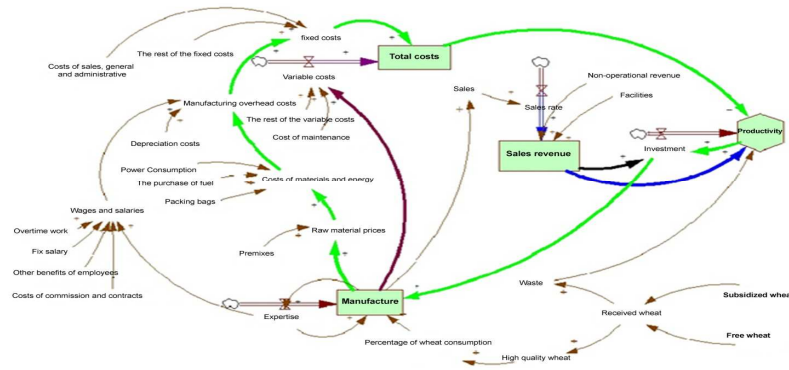 fixed costs
Costs of sales, general
and administrative
The rest of the fixed costs
Total costs
Variable costs
Non-operational revenue
Facilities
Sales
Sales rate
Manufacturing overhead costs
The rest of the variable costs
Cost of maintenance
Depreciation costs
Productivity
Investment
Sales revenue
Power Consumption
The purchase of fuel
Costs of materials and energy
Packing bags
Wages and salaries
Overtime work
Fix salary
Other benefits of employees
Costs of commission and contracts
Raw material prices
Premixes
Manufacture
Expertise
Waste
Subsidized whea
Received wheat
Free wheat
Percentage of wheat consumption
High quality wheat